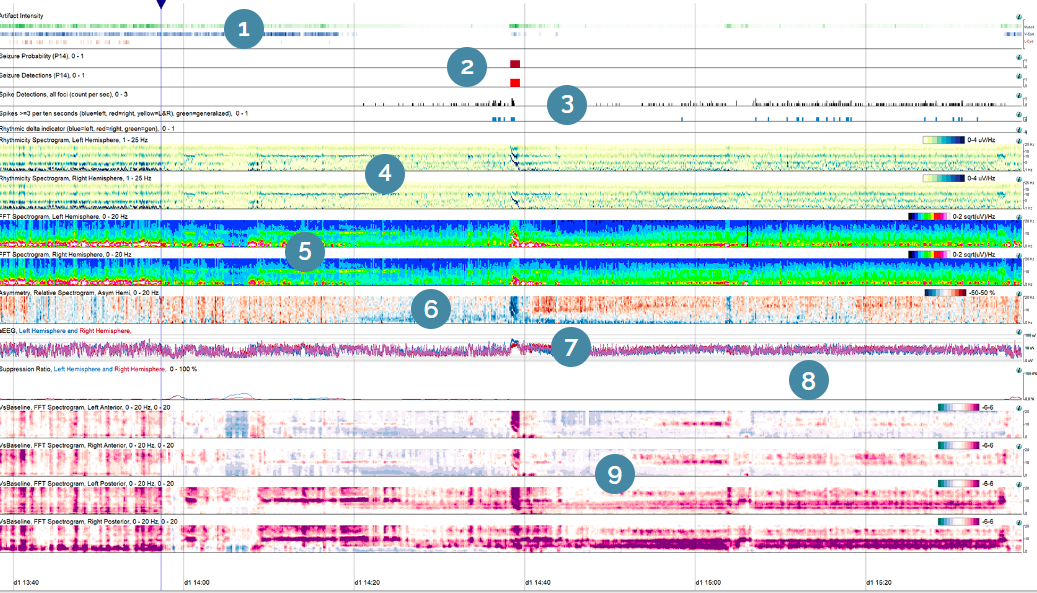 Artifact Intensity
1
Muscle
V-Eye
L-Eye
2
Seizure Probability (P14), 0 - 1
Seizure Detections (P14), 0 - 1
Spike Detections, all foci (count per sec), 0 - 3
3
Spikes >=3 per ten seconds (blue=left, red=right, yellow=L&R), green=generalized), 0 - 1
Rhythmic delta indicator (blue=left, red=right, green=gen), 0 - 1
Rhythmicity Spectrogram, Left Hemisphere, 1 - 25 Hz
0-4 uV/Hz
4
Rhythmicity Spectrogram, Right Hemisphere, 1 - 25 Hz
0-4 uV/Hz
FFT Spectrogram, Left Hemisphere, 0 - 20 Hz
0-2 sqrt(uV)/Hz
5
FFT Spectrogram, Right Hemisphere, 0 - 20 Hz
0-2 sqrt(uV)/Hz
Asymmetry, Relative Spectrogram, Asym Hemi, 0 - 20 Hz
-50-50 %
6
aEEG, Left Hemisphere and Right Hemisphere,
7
Suppression Ratio, Left Hemisphere and Right Hemisphere, 0 - 100 %
8
VsBaseline, FFT Spectrogram, Left Anterior, 0 - 20 Hz, 0 - 20
-6-6
VsBaseline, FFT Spectrogram, Right Anterior, 0 - 20 Hz, 0 - 20
-6-6
9
VsBaseline, FFT Spectrogram, Left Posterior, 0 - 20 Hz, 0 - 20
-6-6
VsBaseline, FFT Spectrogram, Right Posterior, 0 - 20 Hz, 0 - 20
-6-6
d1 13:40 d1 14:00 d1 14:20 d1 14:40 d1 15:00 d1 15:20